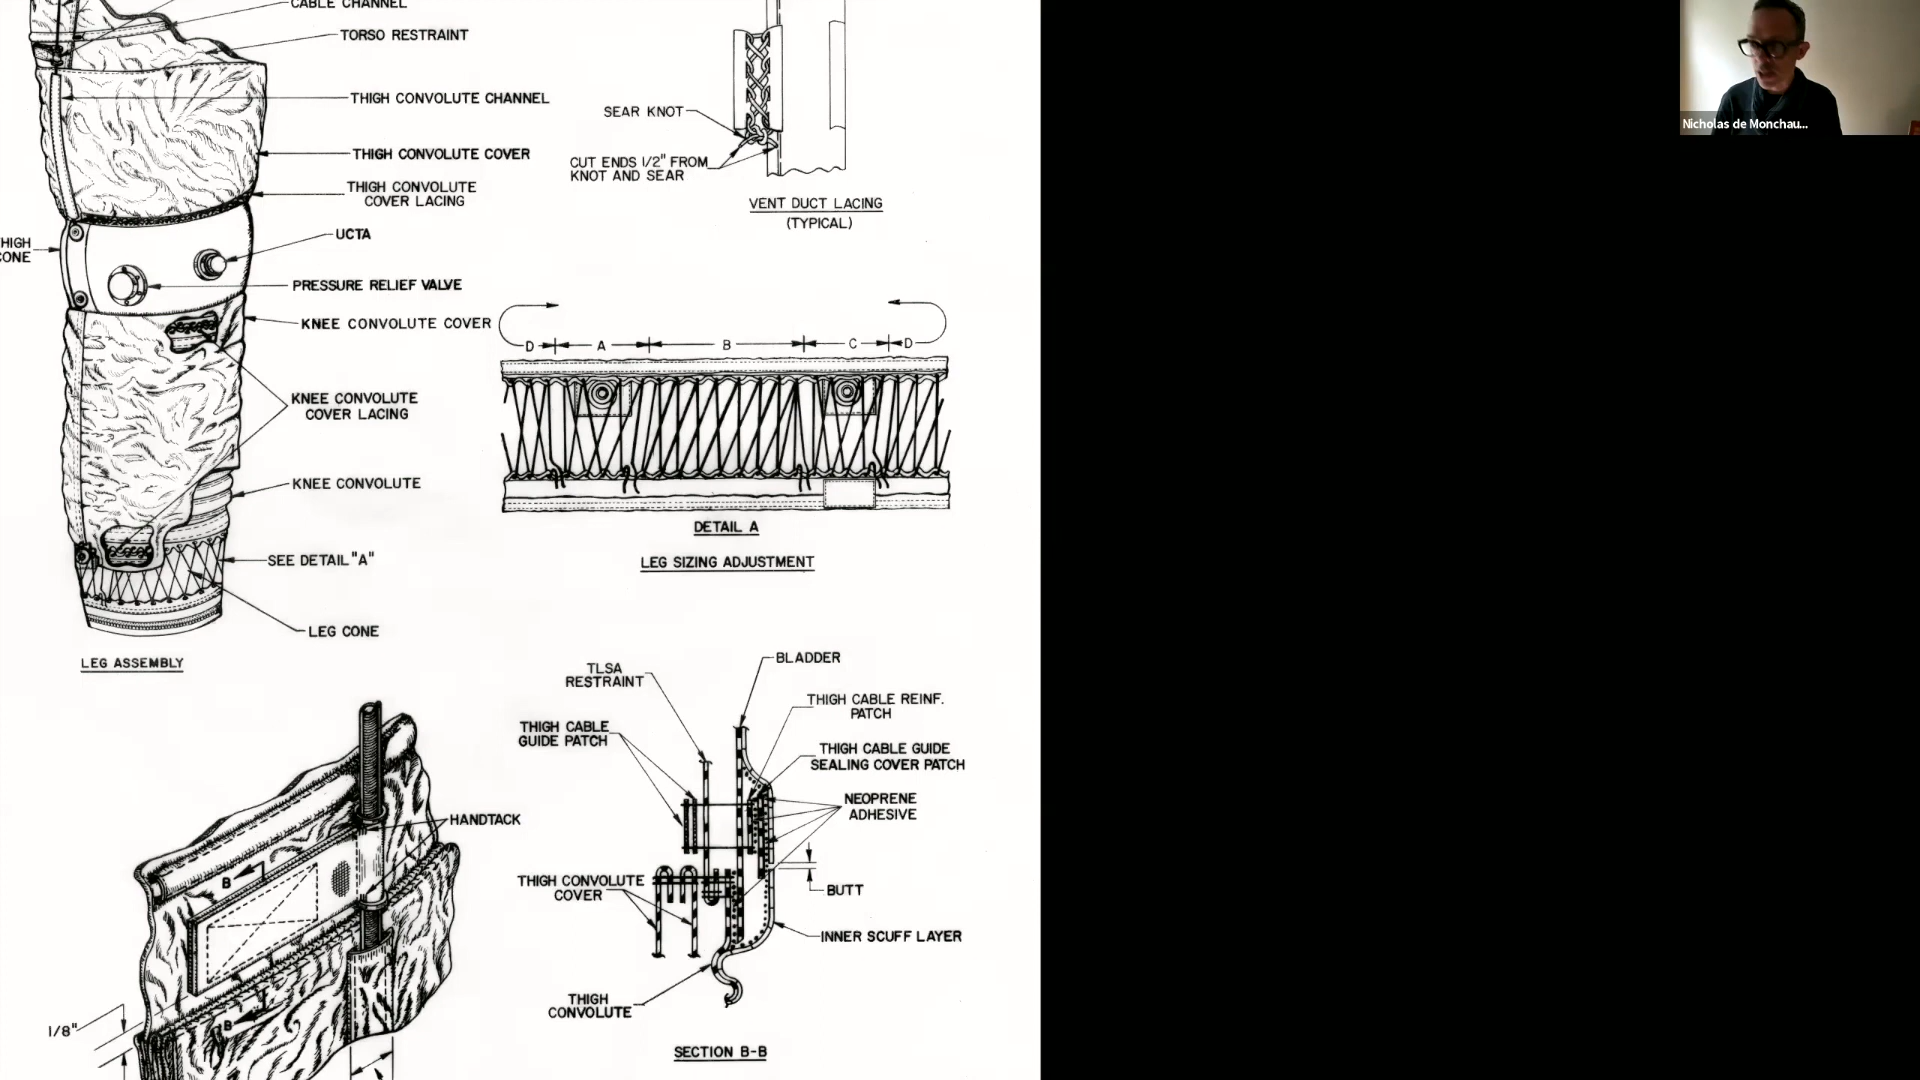 CABLE CHANNEL
TORSO RESTRAINT
THIGH CONVOLUTE CHANNEL
THIGH CONVOLUTE COVER
THIGH CONVOLUTE
COVER LACING
UCTA
THIGH
CONE
PRESSURE RELIEF VALVE
KNEE CONVOLUTE COVER
KNEE CONVOLUTE
COVER LACING
KNEE CONVOLUTE
SEE DETAIL "A"
LEG CONE
LEG ASSEMBLY
SEAR KNOT
CUT ENDS 1/2" FROM
KNOT AND SEAR
VENT DUCT LACING
(TYPICAL)
D A B C D
DETAIL A
LEG SIZING ADJUSTMENT
HANDTACK
B
B
1/8"
BLADDER
TLSA
RESTRAINT
THIGH CABLE REINF.
PATCH
THIGH CABLE
GUIDE PATCH
THIGH CABLE GUIDE
SEALING COVER PATCH
NEOPRENE
ADHESIVE
THIGH CONVOLUTE
COVER
BUTT
INNER SCUFF LAYER
THIGH
CONVOLUTE
SECTION B-B
Nicholas de Monchau...